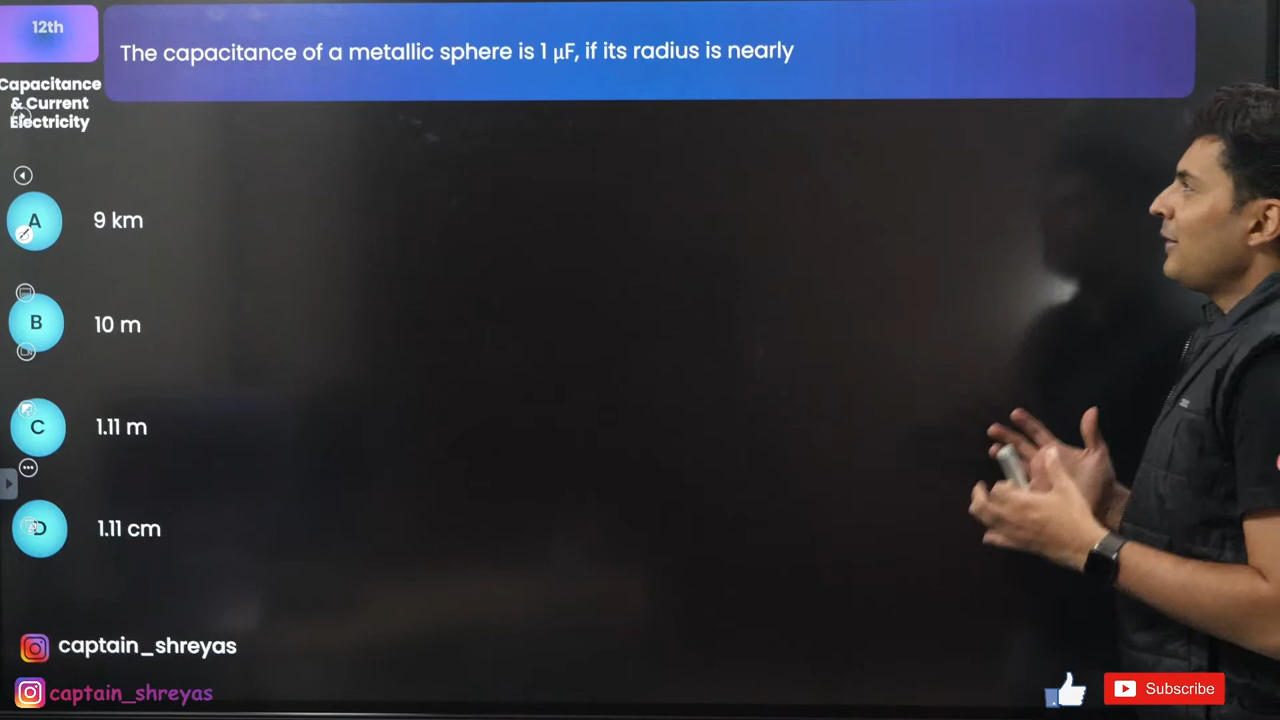 12th
The capacitance of a metallic sphere is 1 μF, if its radius is nearly
Capacitance
& Current
Electricity
A 9 km
B 10 m
C 1.11 m
D 1.11 cm
captain_shreyas
captain_shreyas
Subscribe